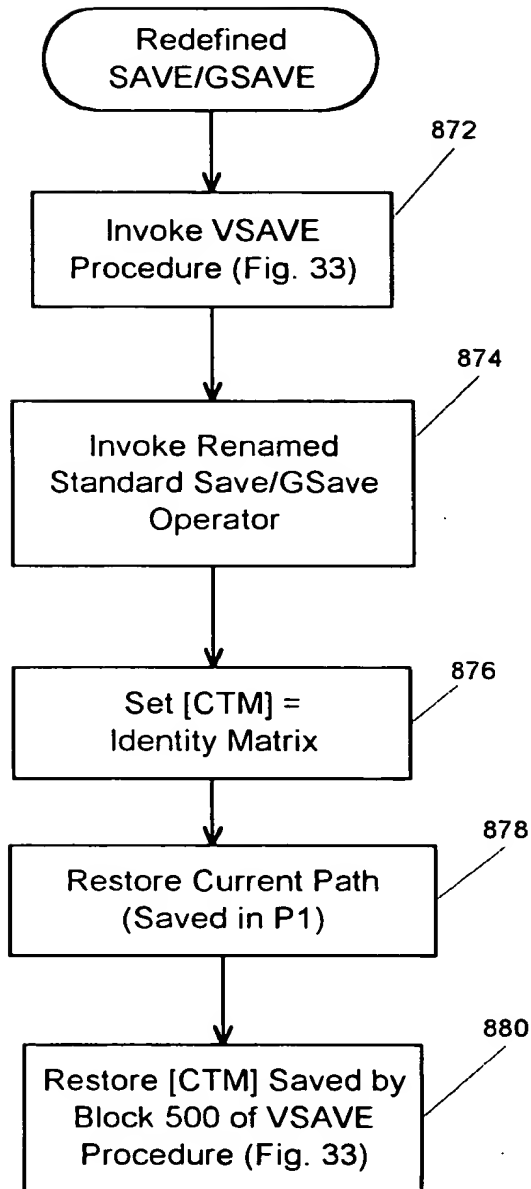 Redefined
SAVE/GSAVE
872
Invoke VSAVE
Procedure (Fig. 33)
874
Invoke Renamed
Standard Save/GSave
Operator
876
Set [CTM] =
Identity Matrix
878
Restore Current Path
(Saved in P1)
880
Restore [CTM] Saved by
Block 500 of VSAVE
Procedure (Fig. 33)